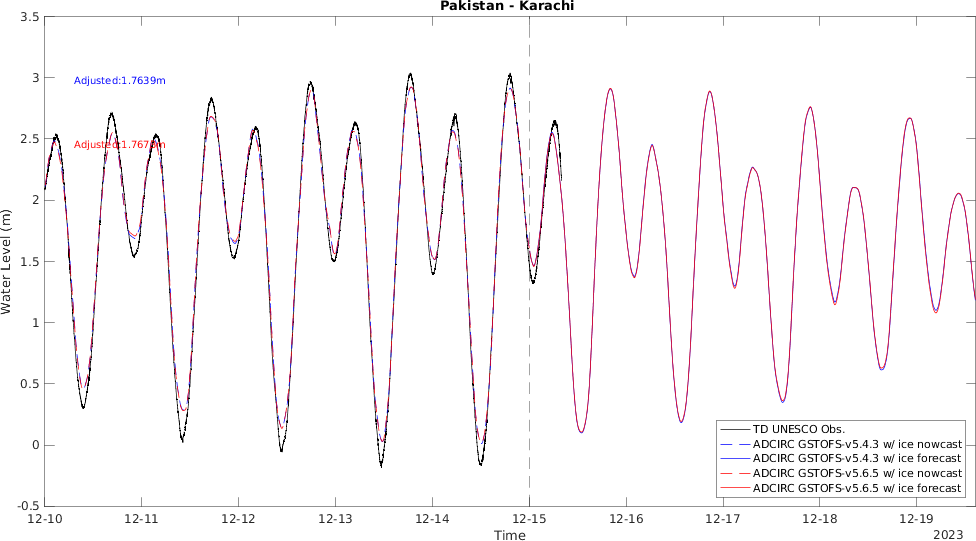 Pakistan - Karachi
3.5
3
2.5
2
1.5
1
0.5
0
-0.5
Water Level (m)
Adjusted:1.7639m
12-10
12-11
12-12
12-13
12-14
12-15
12-16
12-17
12-18
12-19
Time
2023
TD UNESCO Obs.
ADCIRC GSTOFS-v5.4.3 w/ ice nowcast
ADCIRC GSTOFS-v5.4.3 w/ ice forecast
ADCIRC GSTOFS-v5.6.5 w/ ice nowcast
ADCIRC GSTOFS-v5.6.5 w/ ice forecast